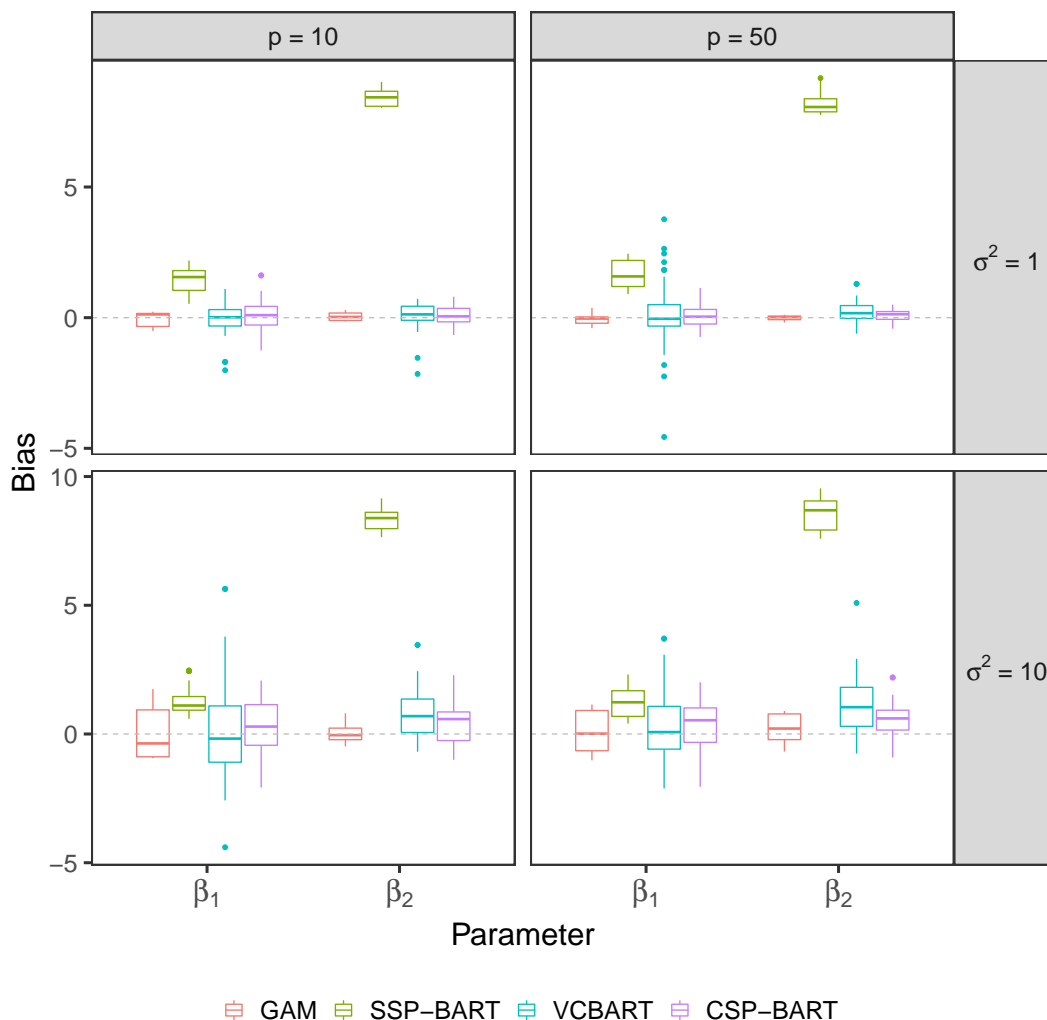 p = 10
p = 50
5
0
−5
σ² = 1
Bias
10
5
0
−5
σ² = 10
β₁
β₂
β₁
β₂
Parameter
GAM
SSP−BART
VCBART
CSP−BART